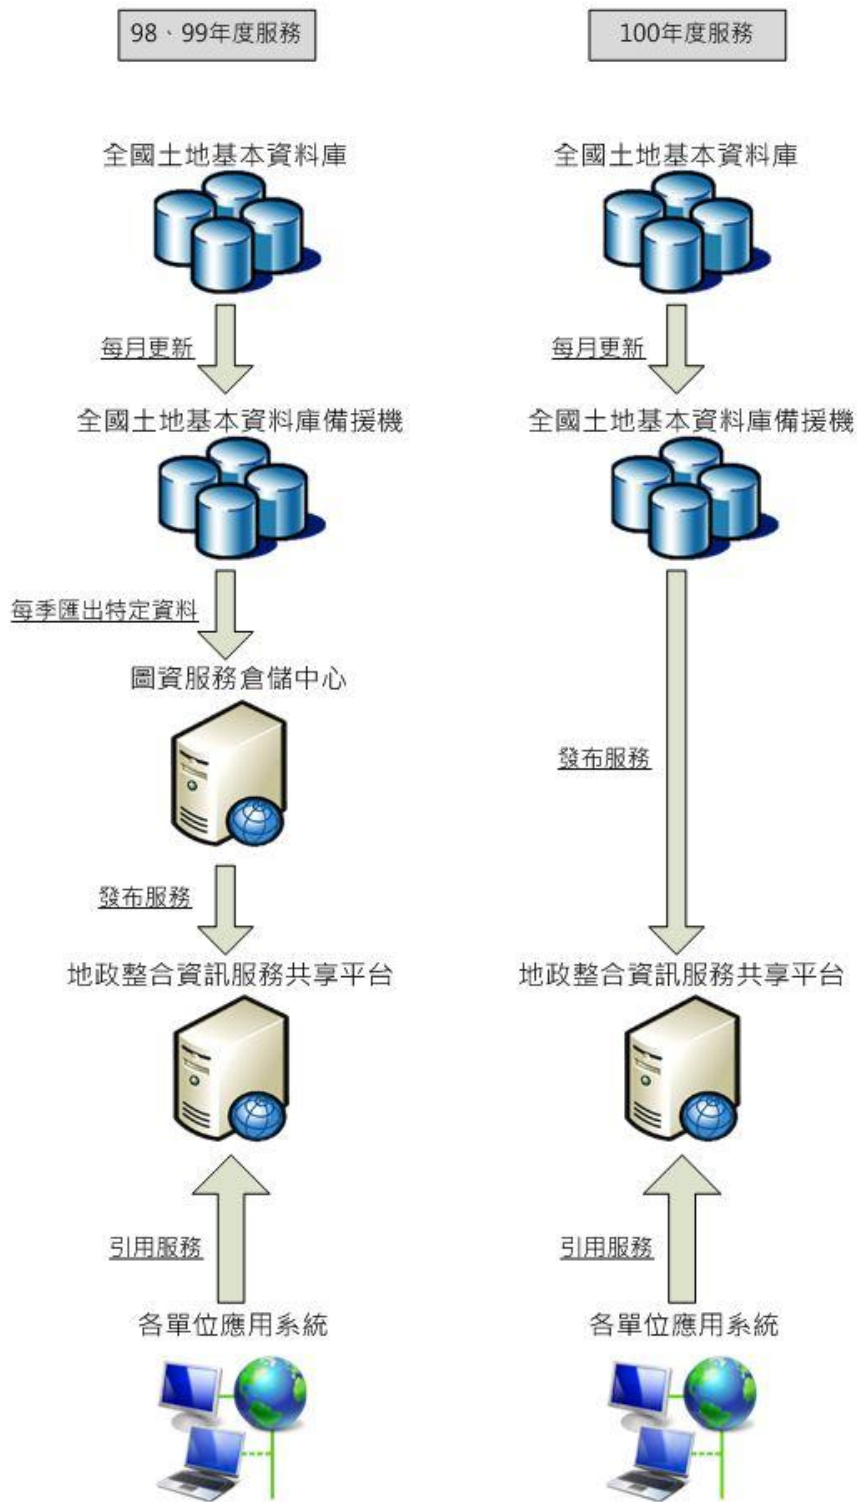 98、99年度服務
全國土地基本資料庫
每月更新
全國土地基本資料庫備援機
每季匯出特定資料
圖資服務倉儲中心
發布服務
地政整合資訊服務共享平台
引用服務
各單位應用系統
100年度服務
全國土地基本資料庫
每月更新
全國土地基本資料庫備援機
發布服務
地政整合資訊服務共享平台
引用服務
各單位應用系統